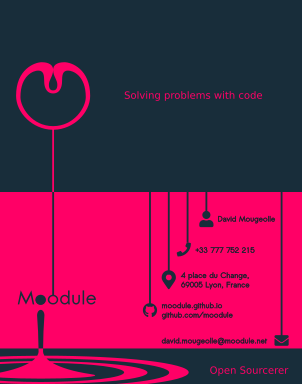 Solving problems with code
David Mougeolle
+33 777 752 215
4 place du Change,
69005 Lyon, France
Moodule
moodule.github.io
github.com/moodule
david.mougeolle@moodule.net
Open Sourcerer